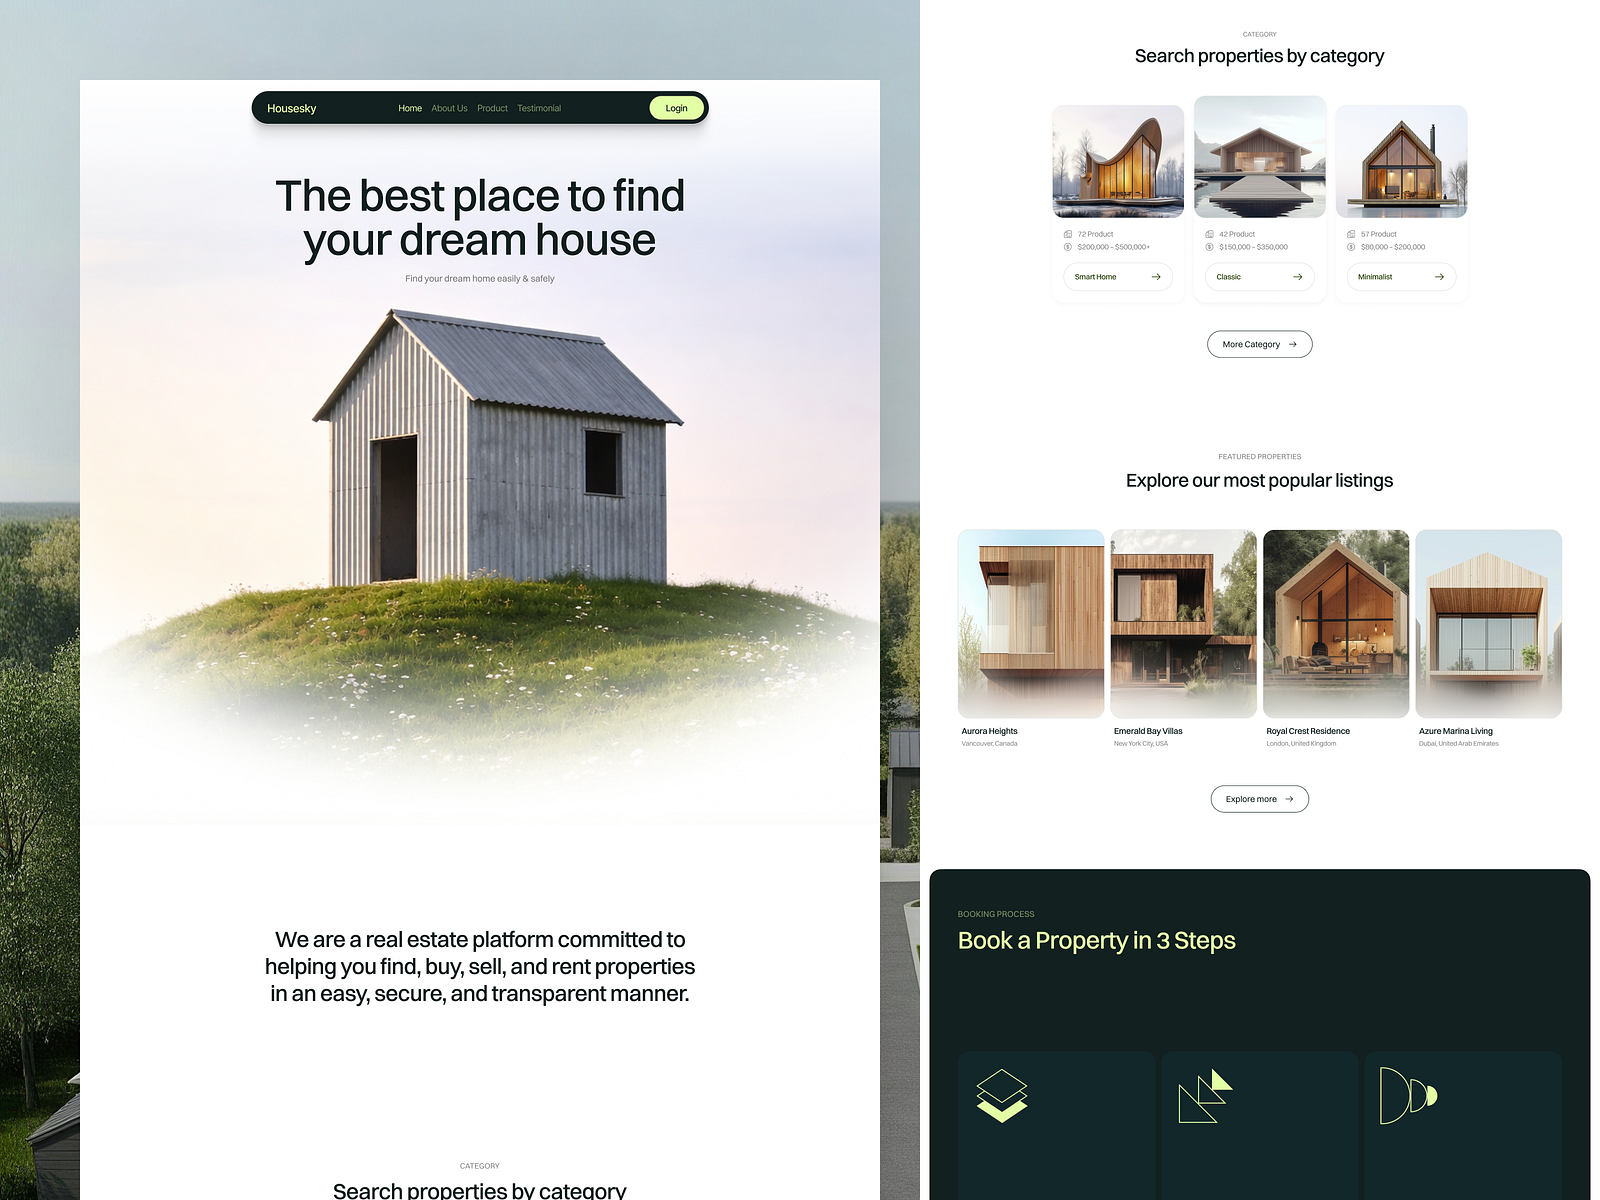 Housesky
Home About Us Product Testimonial
Login
The best place to find
your dream house
Find your dream home easily & safely
We are a real estate platform committed to
helping you find, buy, sell, and rent properties
in an easy, secure, and transparent manner.
CATEGORY
Search properties by category
CATEGORY
Search properties by category
72 Product
$200,000 – $500,000+
Smart Home
42 Product
$150,000 – $350,000
Classic
57 Product
$80,000 – $200,000
Minimalist
More Category
FEATURED PROPERTIES
Explore our most popular listings
Aurora Heights
Vancouver, Canada
Emerald Bay Villas
New York City, USA
Royal Crest Residence
London, United Kingdom
Azure Marina Living
Dubai, United Arab Emirates
Explore more
BOOKING PROCESS
Book a Property in 3 Steps